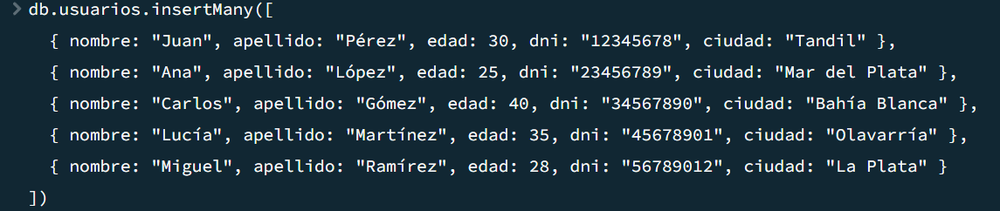 > db.usuarios.insertMany([
{ nombre: "Juan", apellido: "Pérez", edad: 30, dni: "12345678", ciudad: "Tandil" },
{ nombre: "Ana", apellido: "López", edad: 25, dni: "23456789", ciudad: "Mar del Plata" },
{ nombre: "Carlos", apellido: "Gómez", edad: 40, dni: "34567890", ciudad: "Bahía Blanca" },
{ nombre: "Lucía", apellido: "Martínez", edad: 35, dni: "45678901", ciudad: "Olavarría" },
{ nombre: "Miguel", apellido: "Ramírez", edad: 28, dni: "56789012", ciudad: "La Plata" }
])